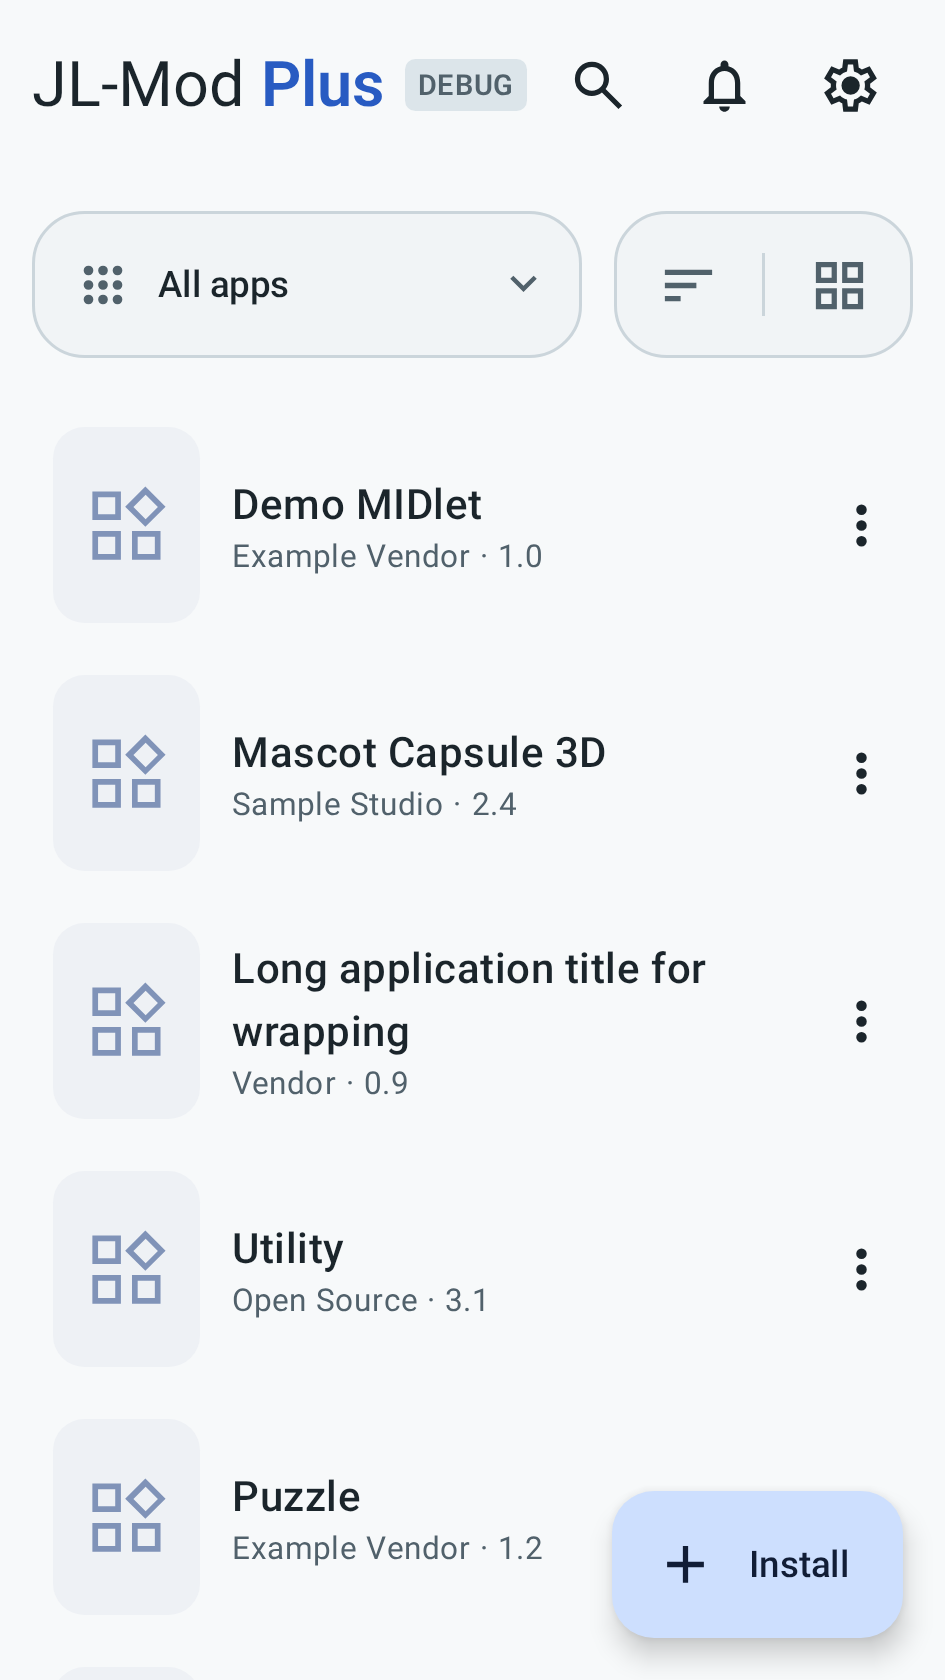 JL-Mod Plus DEBUG
All apps
Demo MIDlet
Example Vendor · 1.0
Mascot Capsule 3D
Sample Studio · 2.4
Long application title for
wrapping
Vendor · 0.9
Utility
Open Source · 3.1
Puzzle
Example Vendor · 1.2
Install